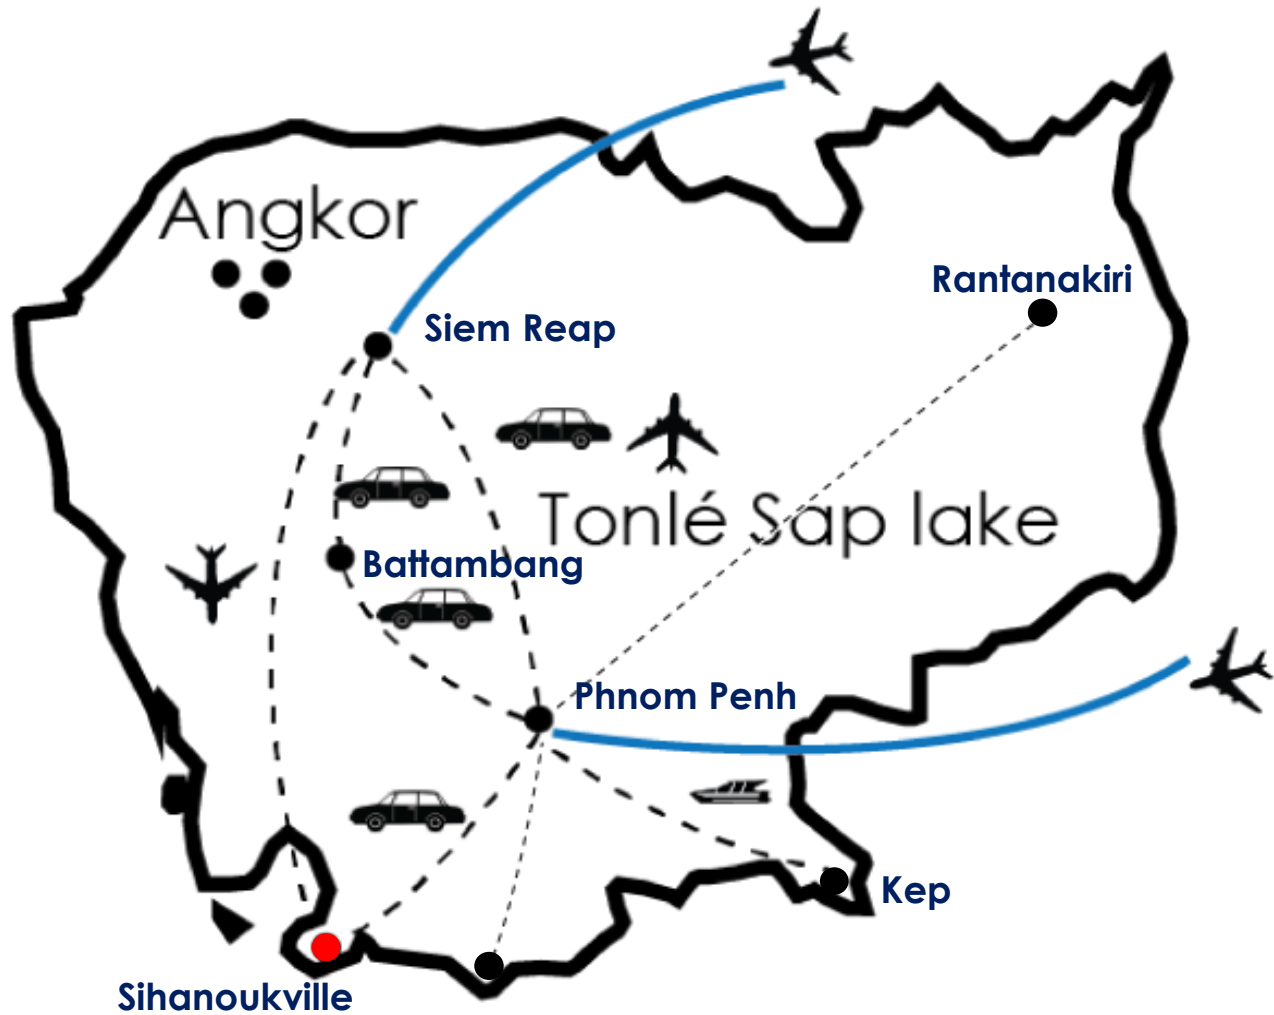 Angkor
Rantanakiri
Siem Reap
Tonlé Sap lake
Battambang
Phnom Penh
Kep
Sihanoukville